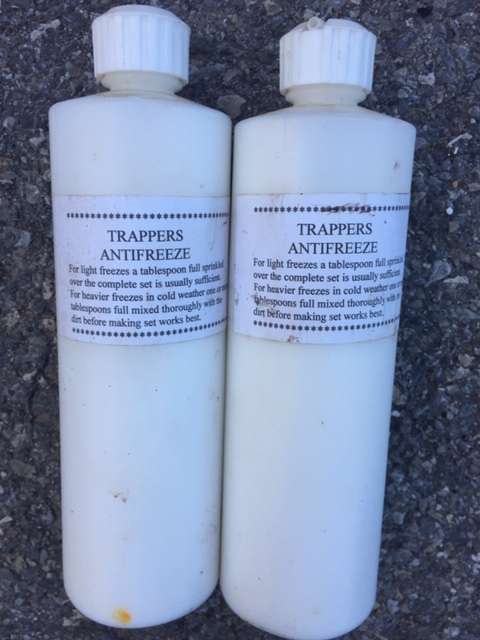 TRAPPERS
ANTIFREEZE
For light freezes a tablespoon full sprinkled
over the complete set is usually sufficient.
For heavier freezes in cold weather one or
tablespoons full mixed thoroughly with the
dirt before making set works best.
TRAPPERS
ANTIFREEZE
For light freezes a tablespoon full sprinkled
over the complete set is usually sufficient.
For heavier freezes in cold weather one or
tablespoons full mixed thoroughly with the
dirt before making set works best.